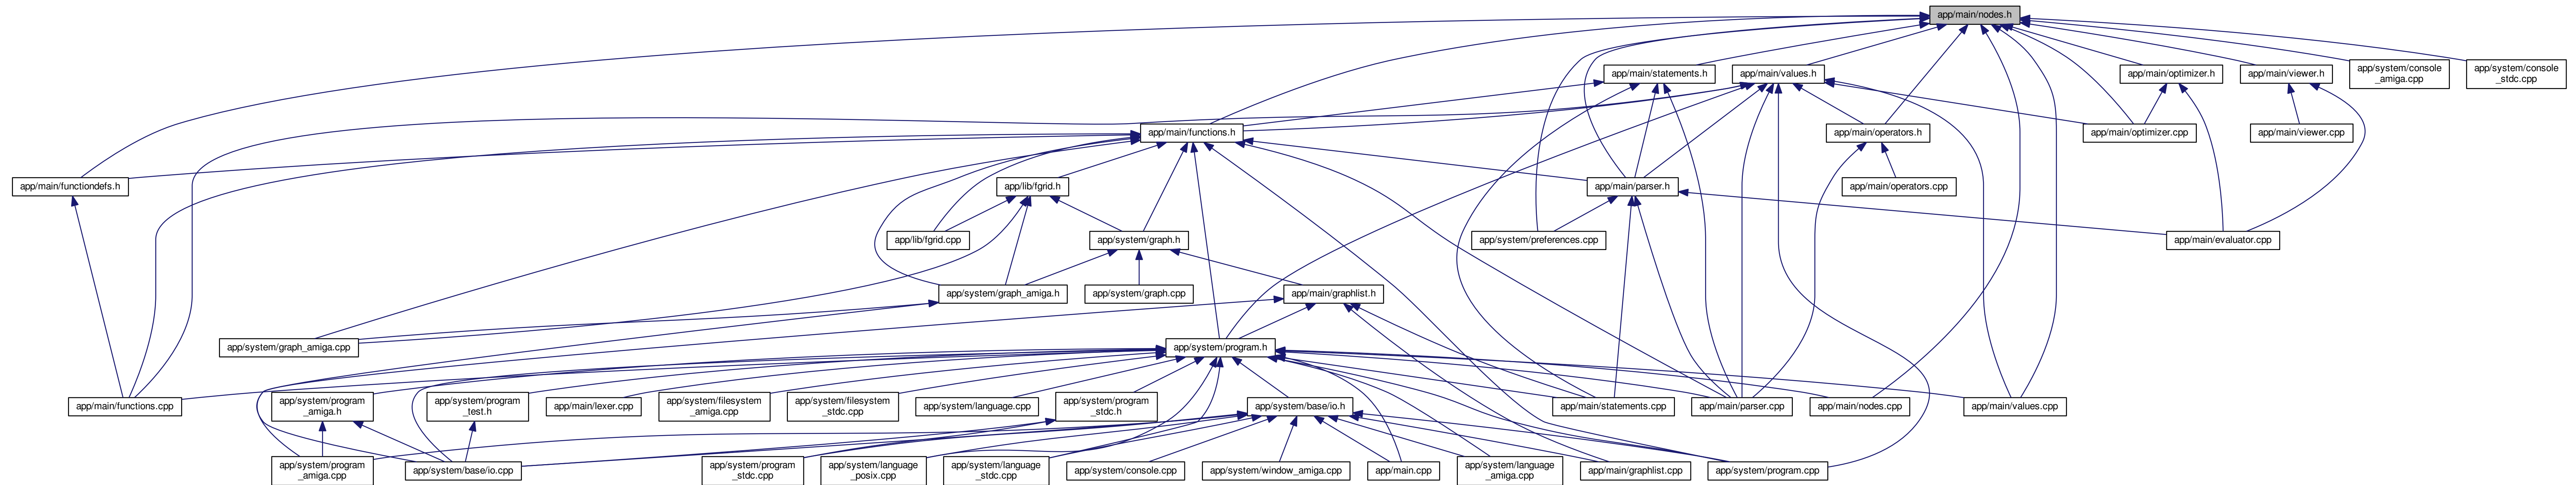 app/main/nodes.h
app/main/statements.h
app/main/values.h
app/main/optimizer.h
app/main/viewer.h
app/system/console
_amiga.cpp
app/system/console
_stdc.cpp
app/main/functions.h
app/main/operators.h
app/main/optimizer.cpp
app/main/viewer.cpp
app/main/functiondefs.h
app/lib/fgrid.h
app/main/parser.h
app/main/operators.cpp
app/lib/fgrid.cpp
app/system/graph.h
app/system/preferences.cpp
app/main/evaluator.cpp
app/system/graph_amiga.h
app/system/graph.cpp
app/main/graphlist.h
app/system/graph_amiga.cpp
app/system/program.h
app/main/functions.cpp
app/system/program
_amiga.h
app/system/program
_test.h
app/main/lexer.cpp
app/system/filesystem
_amiga.cpp
app/system/filesystem
_stdc.cpp
app/system/language.cpp
app/system/program
_stdc.h
app/system/base/io.h
app/main/statements.cpp
app/main/parser.cpp
app/main/nodes.cpp
app/main/values.cpp
app/system/program
_amiga.cpp
app/system/base/io.cpp
app/system/program
_stdc.cpp
app/system/language
_posix.cpp
app/system/language
_stdc.cpp
app/system/console.cpp
app/system/window_amiga.cpp
app/main.cpp
app/system/language
_amiga.cpp
app/main/graphlist.cpp
app/system/program.cpp